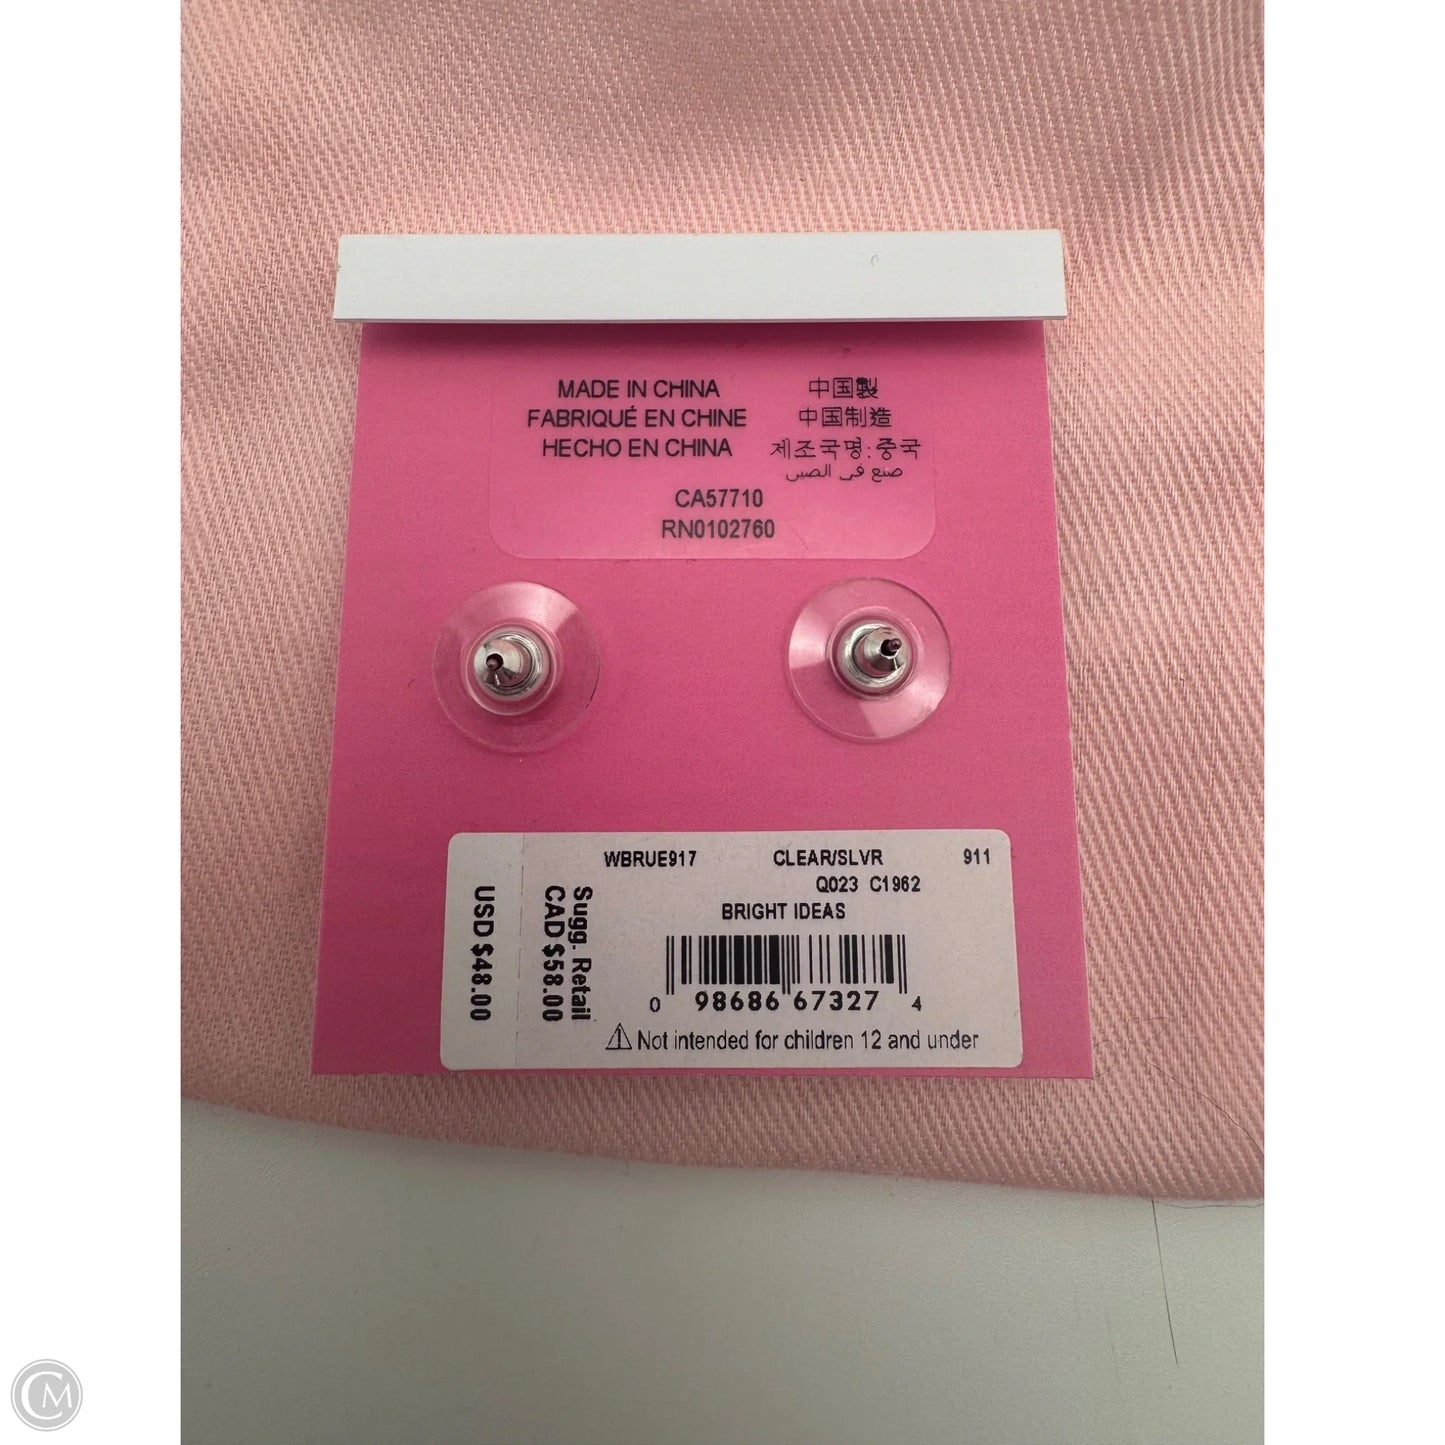 MADE IN CHINA
FABRIQUÉ EN CHINE
HECHO EN CHINA
中国製
中国制造
제조국명:중국
صنع في الصين
CA57710
RN0102760
WBRUE917 CLEAR/SLVR 911
Q023 C1962
BRIGHT IDEAS
0 98686 67327 4
⚠ Not intended for children 12 and under
Sugg. Retail
CAD $58.00
USD $48.00
CM